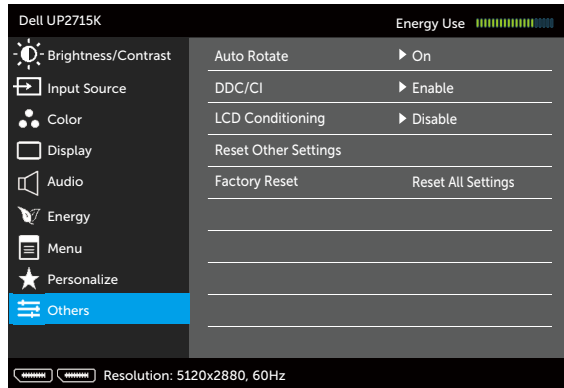 Dell UP2715K
Energy Use
Brightness/Contrast
Auto Rotate On
Input Source
DDC/CI Enable
Color
LCD Conditioning Disable
Display
Reset Other Settings
Audio
Factory Reset Reset All Settings
Energy
Menu
Personalize
Others
Resolution: 5120x2880, 60Hz